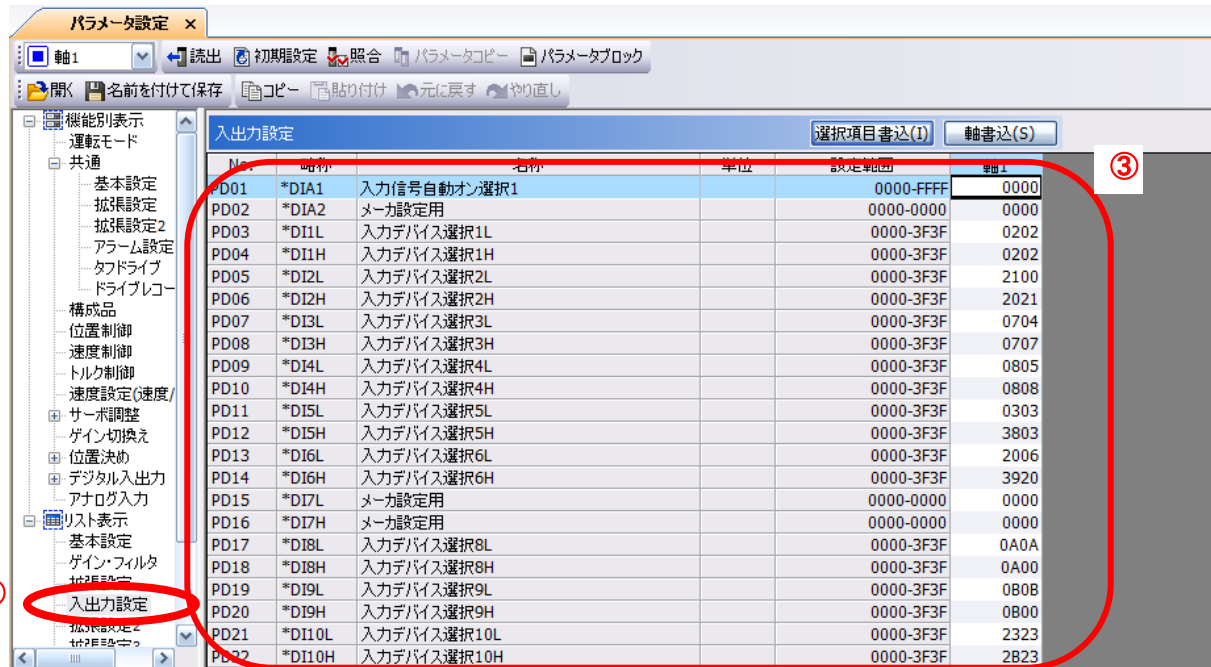 パラメータ設定 ×
軸1 読出 初期設定 照合 パラメータコピー パラメータブロック
開く 名前を付けて保存 コピー 貼り付け 元に戻す やり直し
機能別表示
運転モード
共通
基本設定
拡張設定
拡張設定2
アラーム設定
タフドライブ
ドライブレコー
構成品
位置制御
速度制御
トルク制御
速度設定(速度/
サーボ調整
ゲイン切換え
位置決め
デジタル入出力
アナログ入力
リスト表示
基本設定
ゲイン・フィルタ
拡張設定
入出力設定
拡張設定2
拡張設定3
入出力設定 選択項目書込(I) 軸書込(S)
③
No. 略称 名称 単位 設定範囲 軸1
PD01 *DIA1 入力信号自動オン選択1 0000-FFFF 0000
PD02 *DIA2 メーカ設定用 0000-0000 0000
PD03 *DI1L 入力デバイス選択1L 0000-3F3F 0202
PD04 *DI1H 入力デバイス選択1H 0000-3F3F 0202
PD05 *DI2L 入力デバイス選択2L 0000-3F3F 2100
PD06 *DI2H 入力デバイス選択2H 0000-3F3F 2021
PD07 *DI3L 入力デバイス選択3L 0000-3F3F 0704
PD08 *DI3H 入力デバイス選択3H 0000-3F3F 0707
PD09 *DI4L 入力デバイス選択4L 0000-3F3F 0805
PD10 *DI4H 入力デバイス選択4H 0000-3F3F 0808
PD11 *DI5L 入力デバイス選択5L 0000-3F3F 0303
PD12 *DI5H 入力デバイス選択5H 0000-3F3F 3803
PD13 *DI6L 入力デバイス選択6L 0000-3F3F 2006
PD14 *DI6H 入力デバイス選択6H 0000-3F3F 3920
PD15 *DI7L メーカ設定用 0000-0000 0000
PD16 *DI7H メーカ設定用 0000-0000 0000
PD17 *DI8L 入力デバイス選択8L 0000-3F3F 0A0A
PD18 *DI8H 入力デバイス選択8H 0000-3F3F 0A00
PD19 *DI9L 入力デバイス選択9L 0000-3F3F 0B0B
PD20 *DI9H 入力デバイス選択9H 0000-3F3F 0B00
PD21 *DI10L 入力デバイス選択10L 0000-3F3F 2323
PD22 *DI10H 入力デバイス選択10H 0000-3F3F 2B23